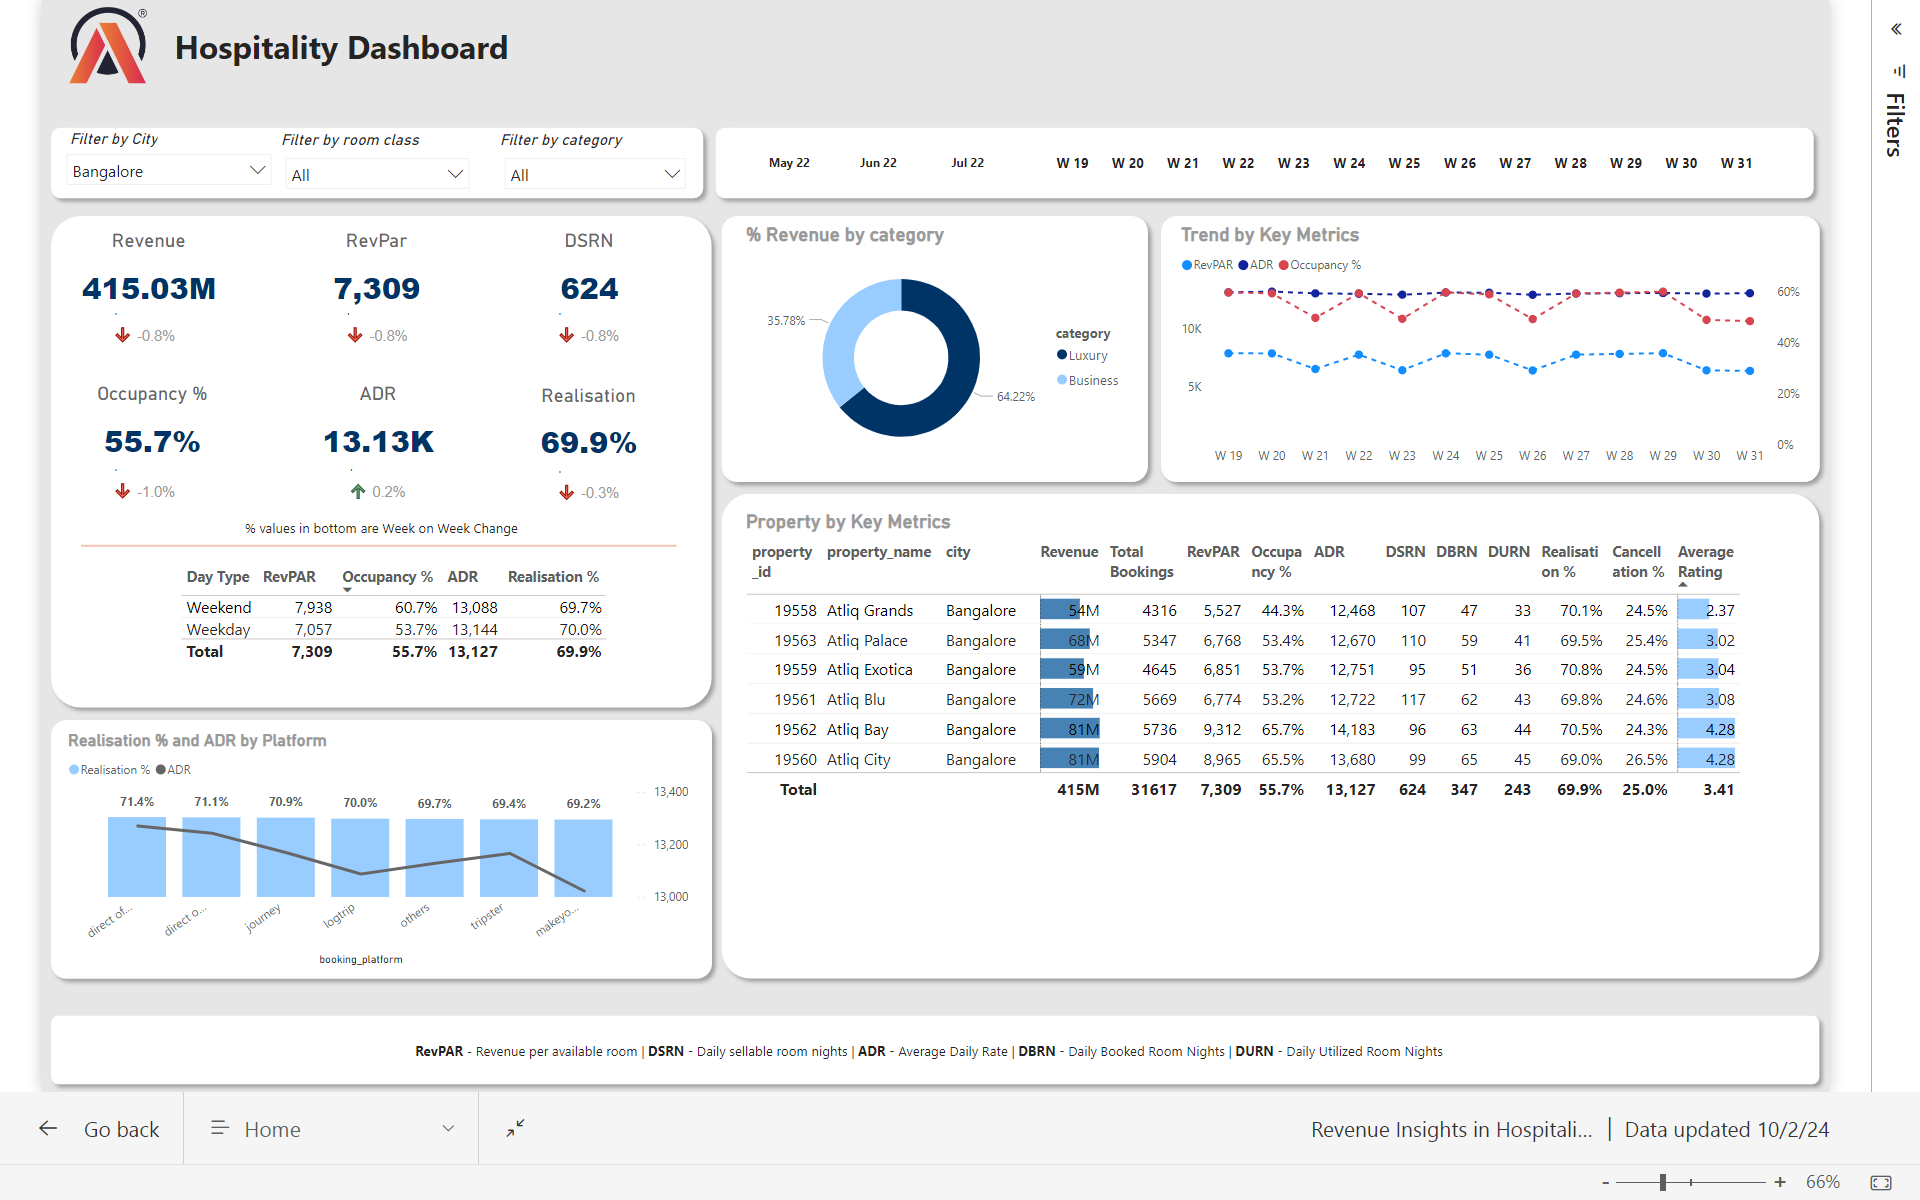 ®
Hospitality Dashboard
Filters
Filter by City
Filter by room class
Filter by category
Bangalore
All
All
May 22 Jun 22 Jul 22 W 19 W 20 W 21 W 22 W 23 W 24 W 25 W 26 W 27 W 28 W 29 W 30 W 31
Revenue RevPar DSRN
415.03M 7,309 624
-0.8% -0.8% -0.8%
Occupancy % ADR Realisation
55.7% 13.13K 69.9%
-1.0% 0.2% -0.3%
% values in bottom are Week on Week Change
Day Type RevPAR Occupancy % ADR Realisation %
Weekend 7,938 60.7% 13,088 69.7%
Weekday 7,057 53.7% 13,144 70.0%
Total 7,309 55.7% 13,127 69.9%
% Revenue by category
35.78%
64.22%
category
Luxury
Business
Trend by Key Metrics
RevPAR ADR Occupancy %
60%
10K
40%
5K
20%
0%
W 19 W 20 W 21 W 22 W 23 W 24 W 25 W 26 W 27 W 28 W 29 W 30 W 31
Property by Key Metrics
property_id property_name city Revenue Total Bookings RevPAR Occupancy % ADR DSRN DBRN DURN Realisation % Cancellation % Average Rating
19558 Atliq Grands Bangalore 54M 4316 5,527 44.3% 12,468 107 47 33 70.1% 24.5% 2.37
19563 Atliq Palace Bangalore 68M 5347 6,768 53.4% 12,670 110 59 41 69.5% 25.4% 3.02
19559 Atliq Exotica Bangalore 59M 4645 6,851 53.7% 12,751 95 51 36 70.8% 24.5% 3.04
19561 Atliq Blu Bangalore 72M 5669 6,774 53.2% 12,722 117 62 43 69.8% 24.6% 3.08
19562 Atliq Bay Bangalore 81M 5736 9,312 65.7% 14,183 96 63 44 70.5% 24.3% 4.28
19560 Atliq City Bangalore 81M 5904 8,965 65.5% 13,680 99 65 45 69.0% 26.5% 4.28
Total 415M 31617 7,309 55.7% 13,127 624 347 243 69.9% 25.0% 3.41
Realisation % and ADR by Platform
Realisation % ADR
71.4% 71.1% 70.9% 70.0% 69.7% 69.4% 69.2%
13,400
13,200
13,000
direct of... direct o... journey logtrip others tripster makeyo...
booking_platform
RevPAR - Revenue per available room | DSRN - Daily sellable room nights | ADR - Average Daily Rate | DBRN - Daily Booked Room Nights | DURN - Daily Utilized Room Nights
Go back
Home
Revenue Insights in Hospitali... | Data updated 10/2/24
- + 66%